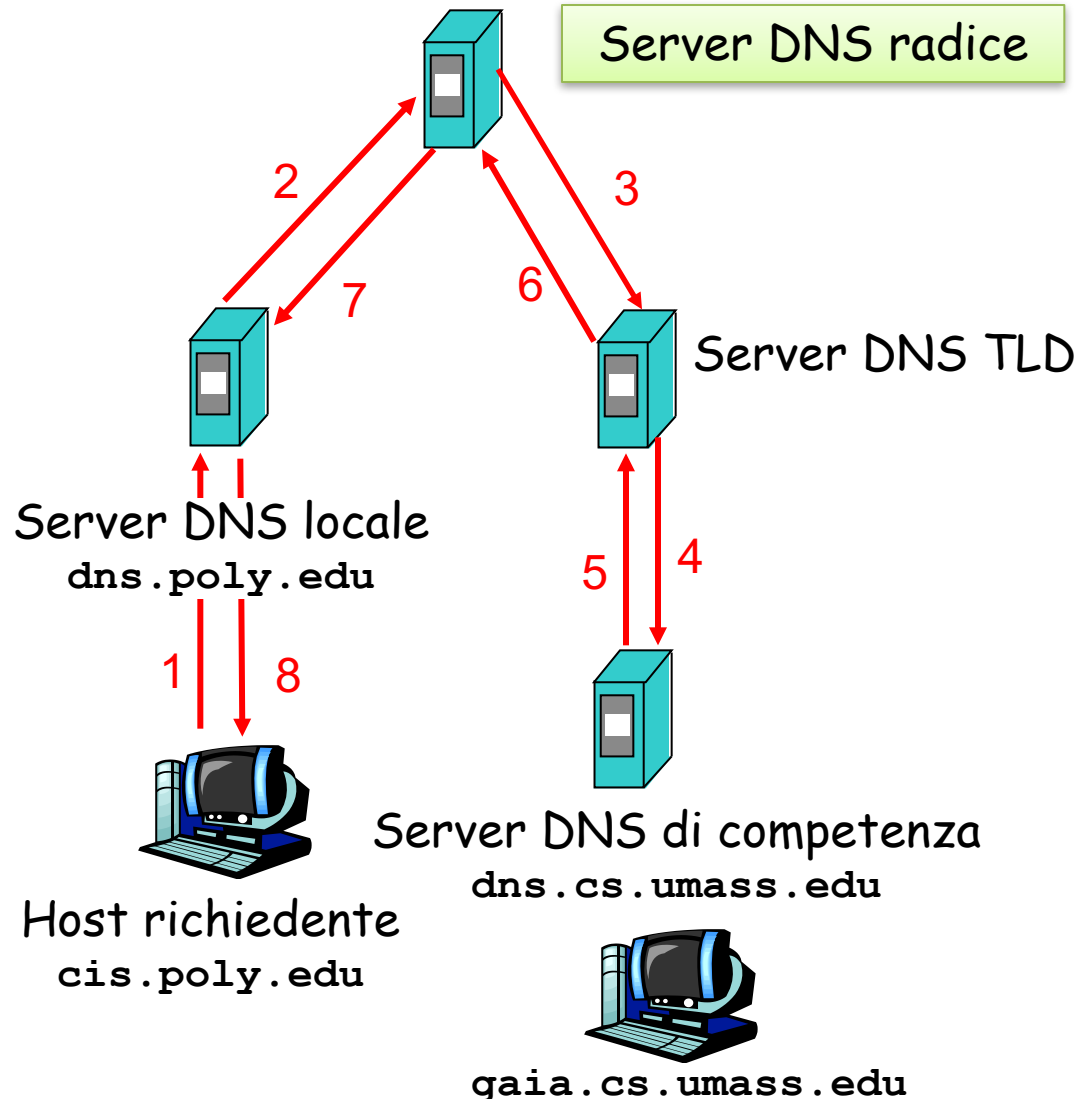 Server DNS radice
2
3
7
6
Server DNS TLD
Server DNS locale
dns.poly.edu
5
4
1
8
Server DNS di competenza
dns.cs.umass.edu
Host richiedente
cis.poly.edu
gaia.cs.umass.edu